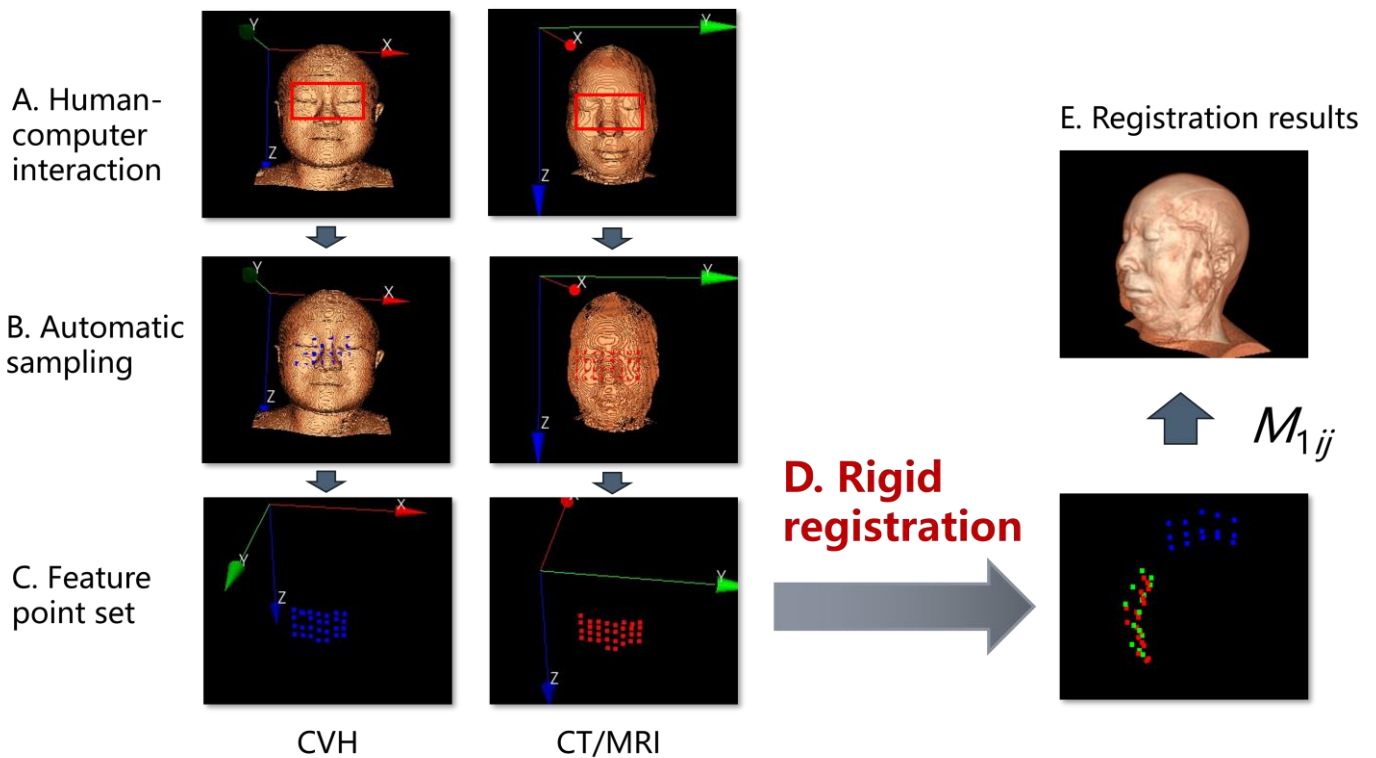 A. Human-
computer
interaction
Y
X
Z
Y
X
Z
B. Automatic
sampling
Y
X
Z
Y
X
Z
C. Feature
point set
X
Y
Z
X
Y
Z
CVH
CT/MRI
D. Rigid
registration
E. Registration results
M1ij